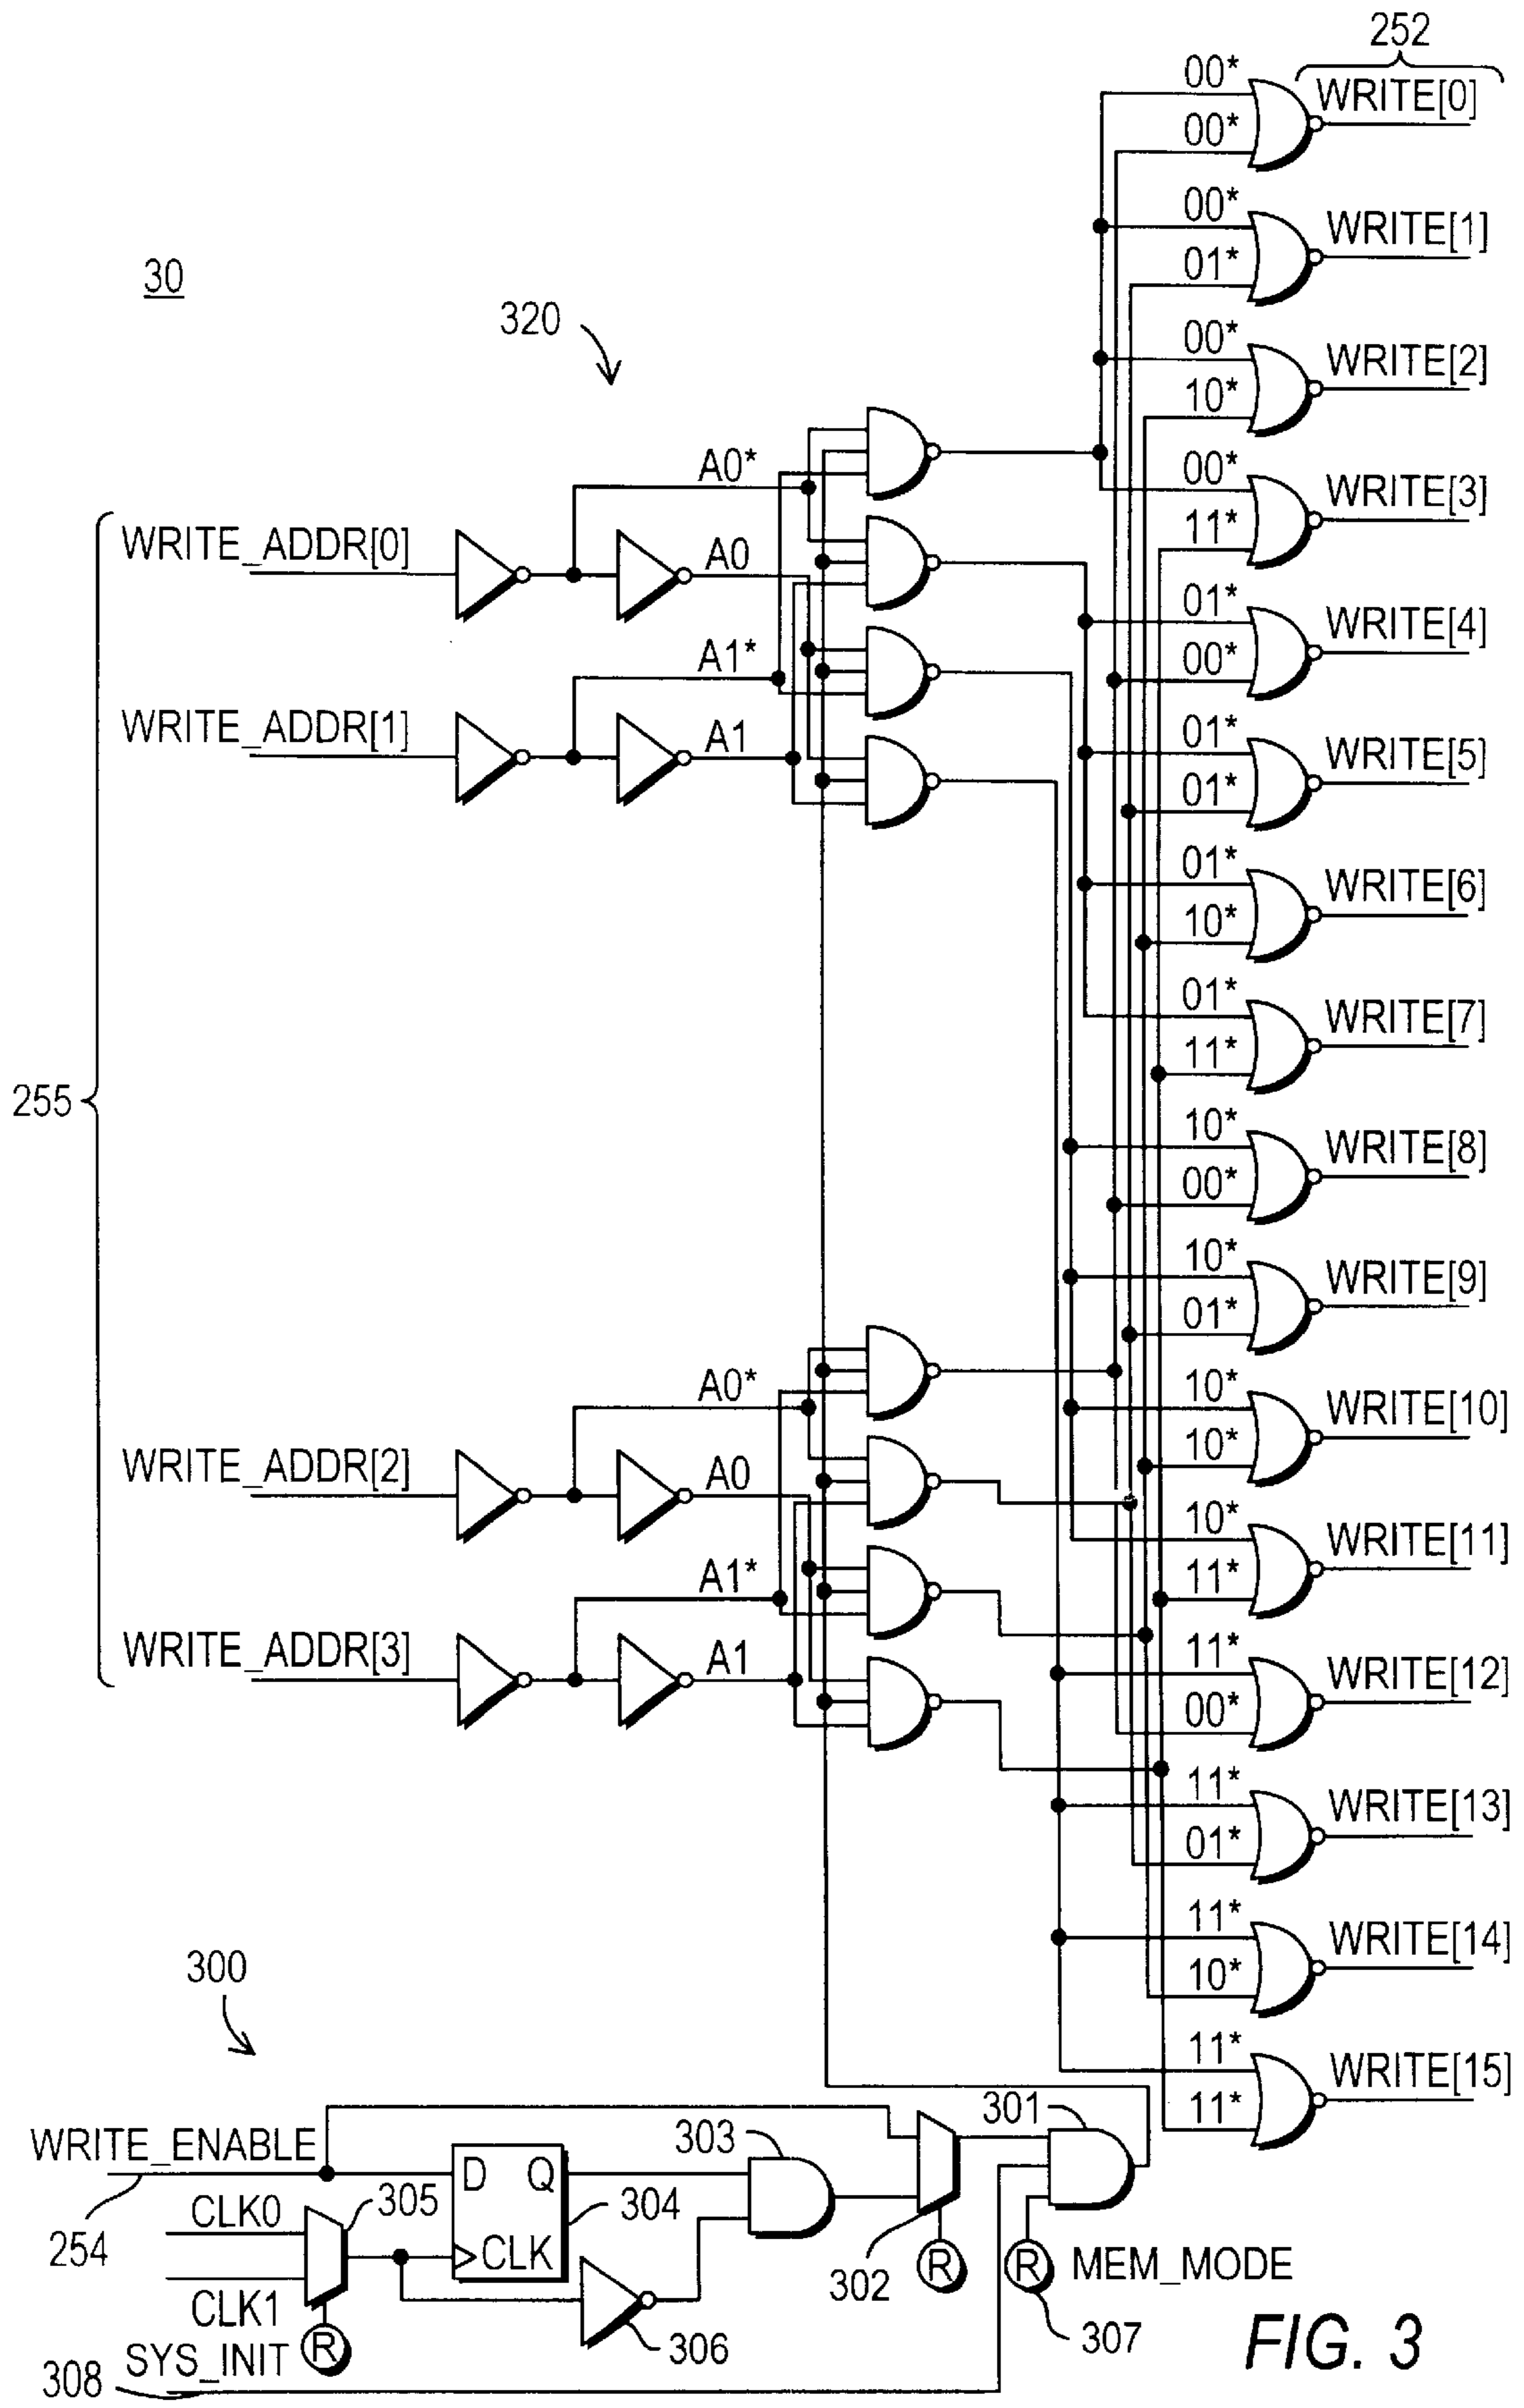 252
00* WRITE[0]
00*
00* WRITE[1]
01*
30
320
00* WRITE[2]
10*
A0*
00* WRITE[3]
11*
WRITE_ADDR[0]
A0
01* WRITE[4]
00*
A1*
WRITE_ADDR[1]
A1
01* WRITE[5]
01*
01* WRITE[6]
10*
01* WRITE[7]
11*
255
10* WRITE[8]
00*
10* WRITE[9]
01*
A0*
10* WRITE[10]
10*
WRITE_ADDR[2]
A0
10* WRITE[11]
11*
A1*
WRITE_ADDR[3]
A1
11* WRITE[12]
00*
11* WRITE[13]
01*
11* WRITE[14]
10*
300
11* WRITE[15]
11*
301
303
WRITE_ENABLE
D Q
305
304
CLK0
254
CLK
302
R
R MEM_MODE
CLK1
R
306
307
SYS_INIT
308
FIG. 3